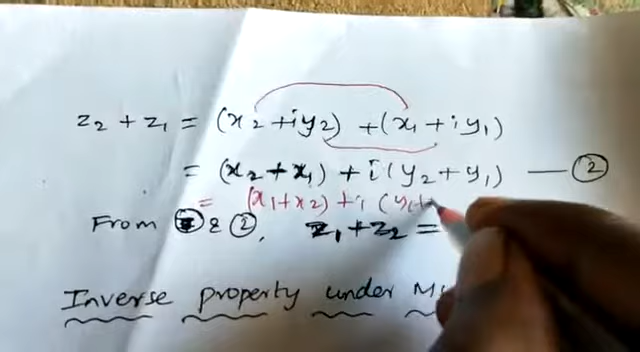 z₂ + z₁ = (x₂ + iy₂) + (x₁ + iy₁)
= (x₂ + x₁) + i(y₂ + y₁) — ②
= (x₁ + x₂) + i (y₁ +
From & ②, z₁ + z₂ =
Inverse property under